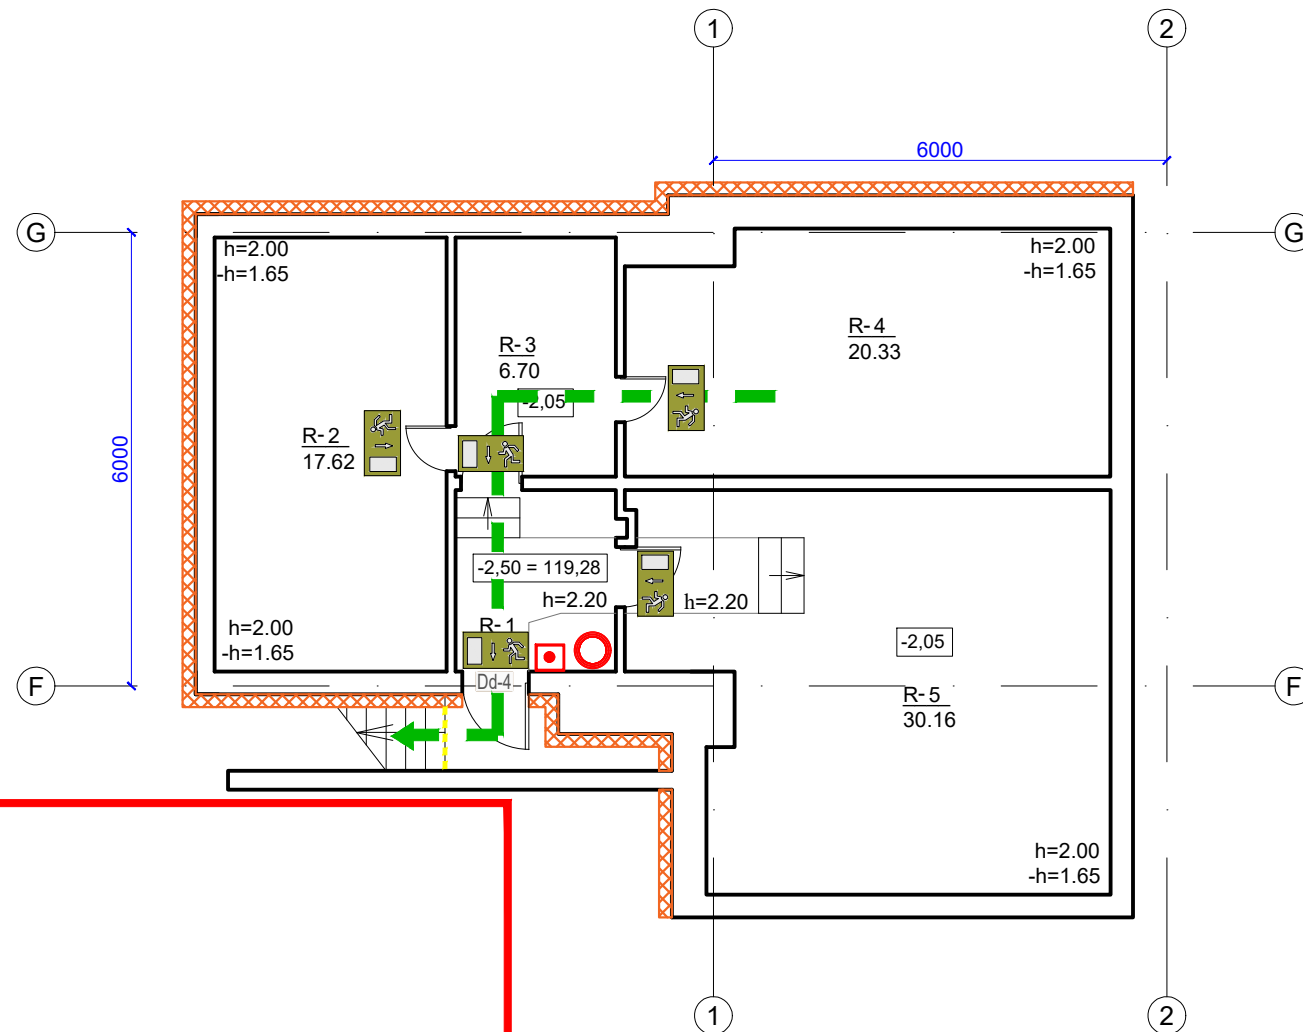 1
2
6000
G
G
h=2.00
-h=1.65
h=2.00
-h=1.65
R-4
20.33
R-3
6.70
-2,05
R-2
17.62
6000
-2,50 = 119,28
h=2.20
h=2.20
R-1
h=2.00
-h=1.65
-2,05
Dd-4
F
F
R-5
30.16
h=2.00
-h=1.65
1
2